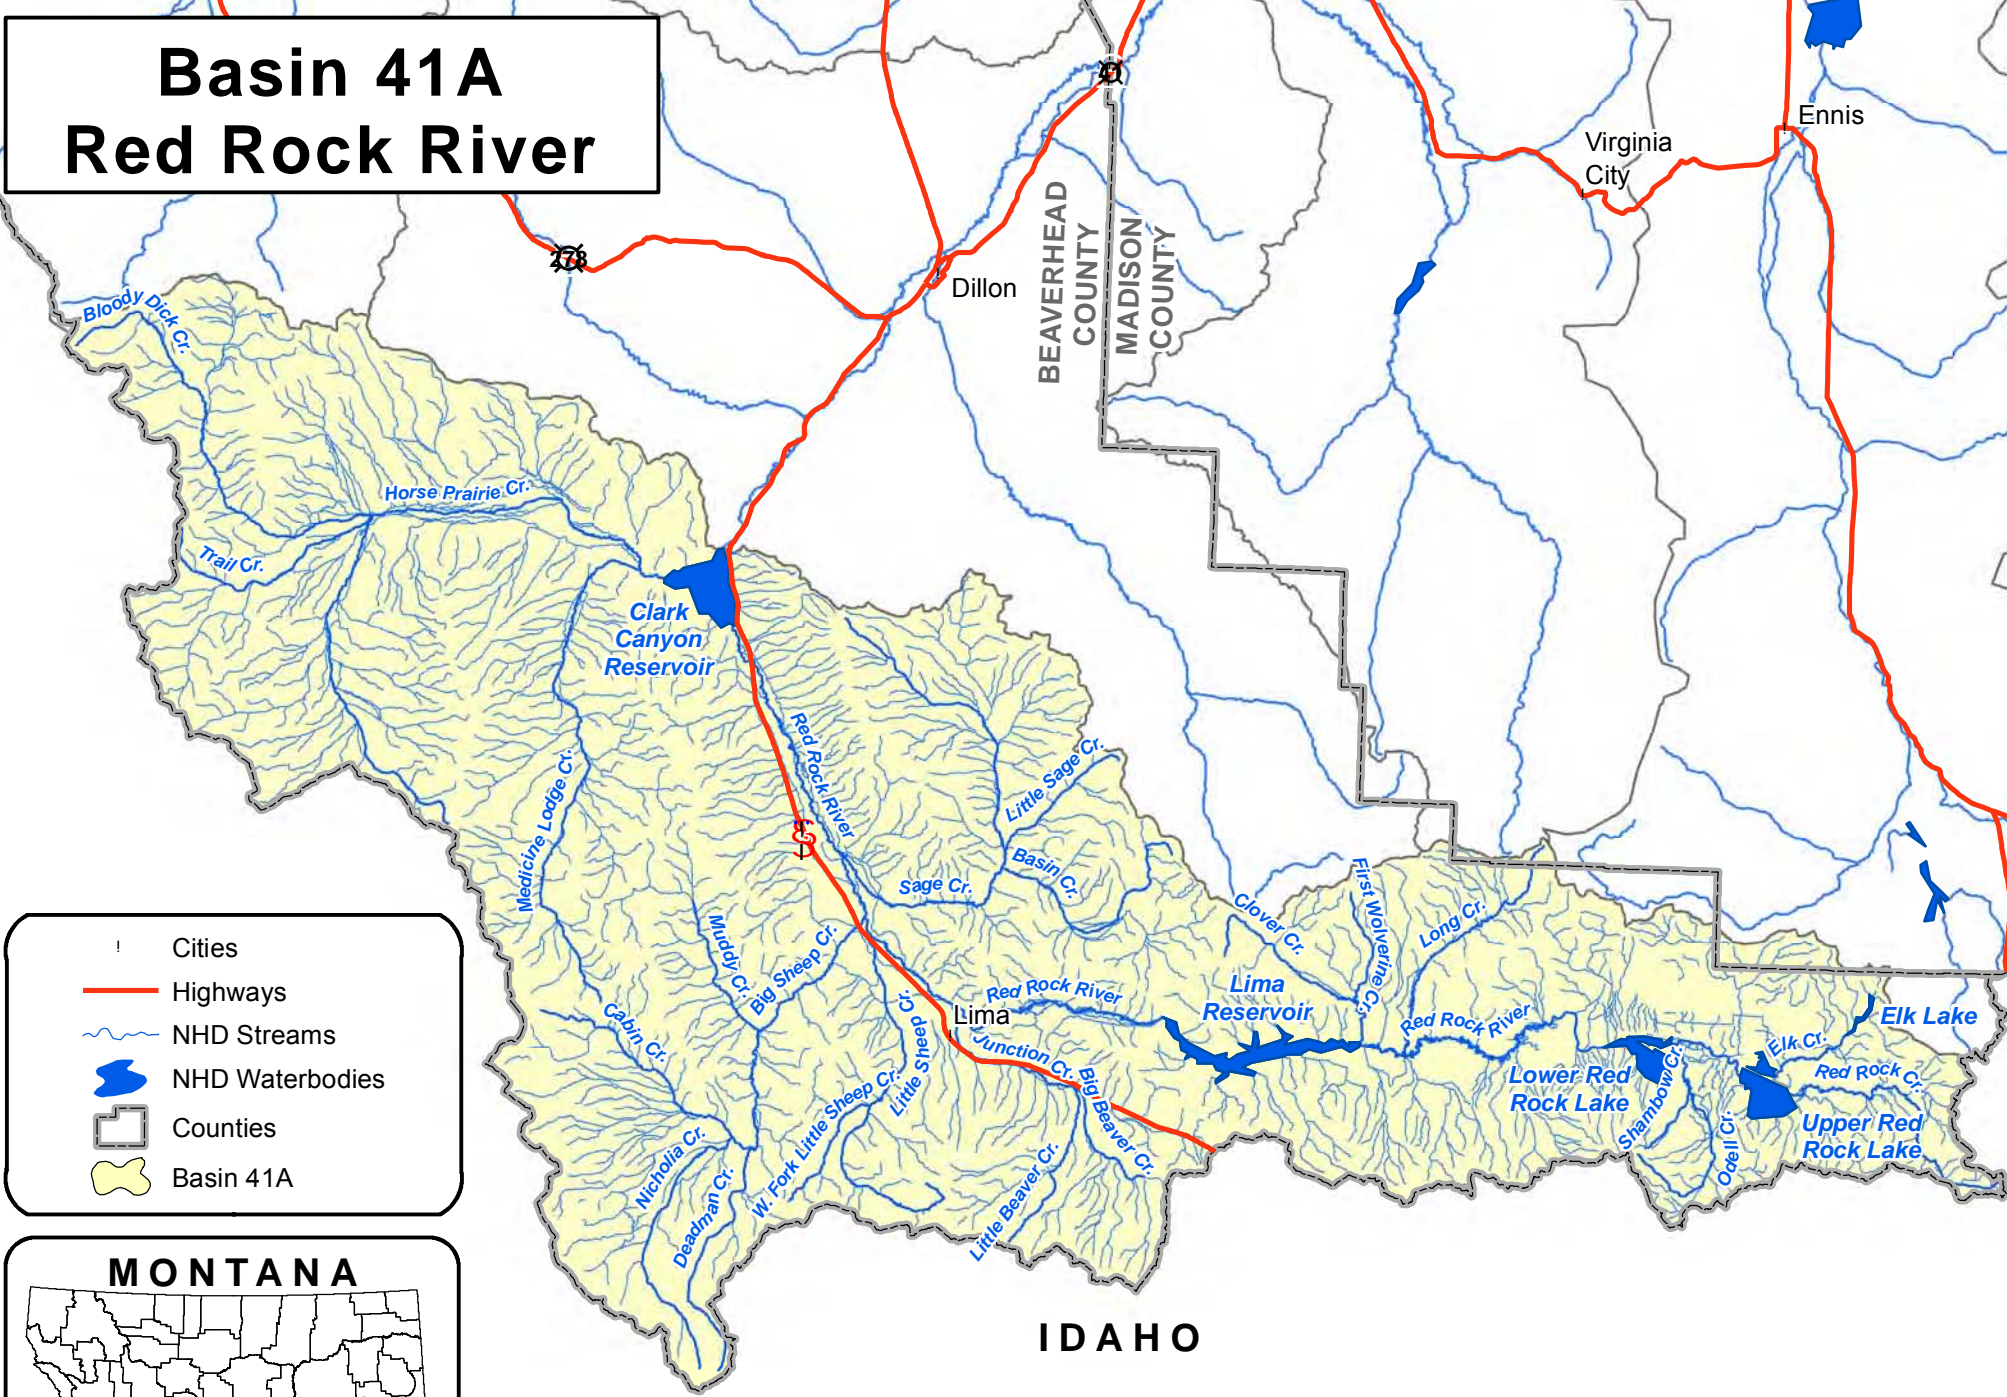 Basin 41A
Red Rock River
41
Ennis
Virginia
City
278
Dillon
BEAVERHEAD
COUNTY
MADISON
COUNTY
Bloody Dick Cr.
Horse Prairie Cr.
Trail Cr.
Clark
Canyon
Reservoir
Red Rock River
Little Sage Cr.
Medicine Lodge Cr.
Basin Cr.
Sage Cr.
First Wolverine Cr.
Long Cr.
Clover Cr.
Muddy Cr.
Big Sheep Cr.
Lima
Reservoir
Red Rock River
Red Rock River
Lima
Elk Lake
Cabin Cr.
Little Sheep Cr.
Junction Cr.
Elk Cr.
Red Rock Cr.
Lower Red
Rock Lake
Shambow Cr.
Big Beaver Cr.
W. Fork Little Sheep Cr.
Upper Red
Rock Lake
Odell Cr.
Nicholia Cr.
Deadman Cr.
Little Beaver Cr.
Cities
Highways
NHD Streams
NHD Waterbodies
Counties
Basin 41A
MONTANA
IDAHO